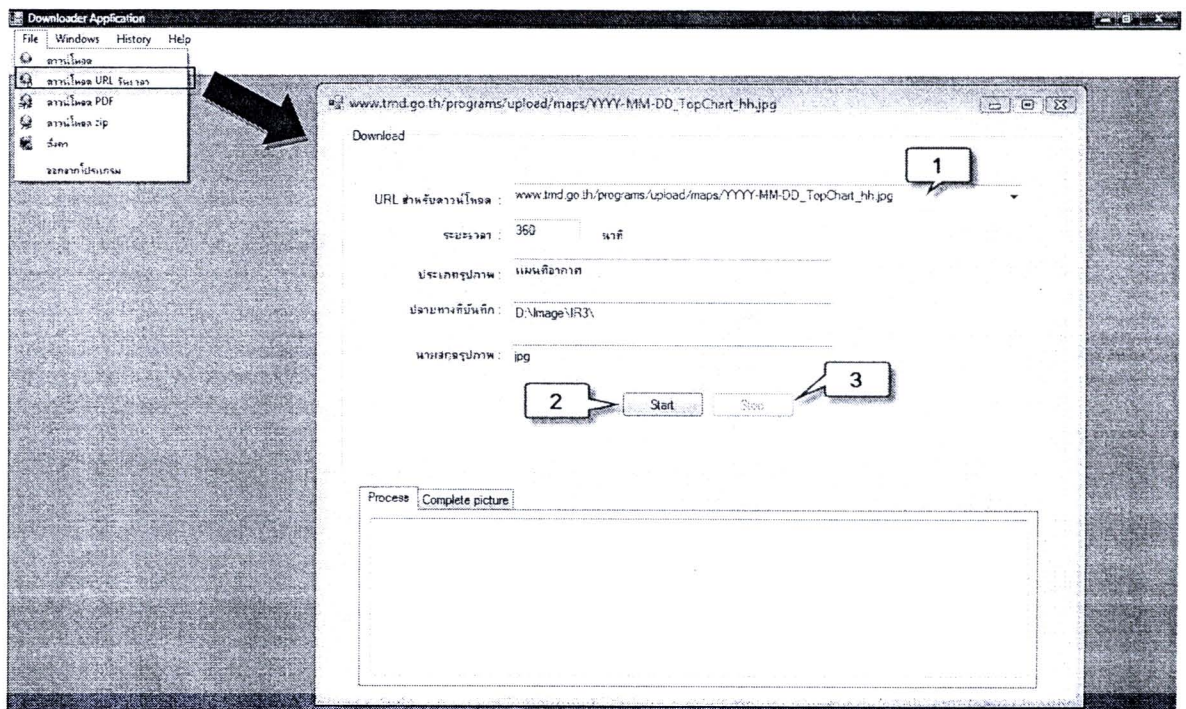 Downloader Application
File Windows History Help
ดาวน์โหลด
ดาวน์โหลด URL วันเวลา
ดาวน์โหลด PDF
ดาวน์โหลด zip
ตั้งค่า
ออกจากโปรแกรม
www.tmd.go.th/programs/upload/maps/YYYY-MM-DD_TopChart_hh.jpg
Download
1
URL สำหรับดาวน์โหลด : www.tmd.go.th/programs/upload/maps/YYYY-MM-DD_TopChart_hh.jpg
ระยะเวลา : 360 นาที
ประเภทรูปภาพ : แผนที่อากาศ
ปลายทางที่บันทึก : D:\Image\IR3\
นามสกุลรูปภาพ : jpg
2 Start Stop 3
Process Complete picture